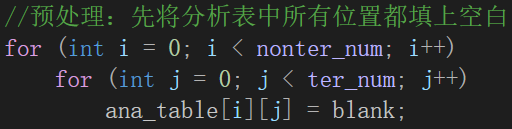 //预处理：先将分析表中所有位置都填上空白
for (int i = 0; i < nonter_num; i++)
for (int j = 0; j < ter_num; j++)
ana_table[i][j] = blank;